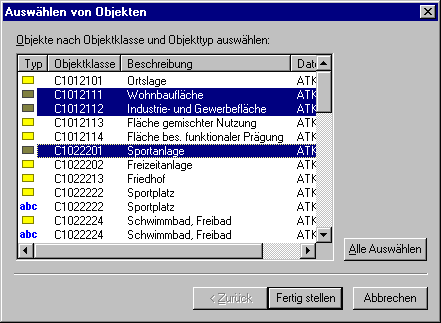 Auswählen von Objekten
Objekte nach Objektklasse und Objekttyp auswählen:
Typ Objektklasse Beschreibung Date
C1012101 Ortslage ATK
C1012111 Wohnbaufläche ATK
C1012112 Industrie- und Gewerbefläche ATK
C1012113 Fläche gemischter Nutzung ATK
C1012114 Fläche bes. funktionaler Prägung ATK
C1022201 Sportanlage ATK
C1022202 Freizeitanlage ATK
C1022213 Friedhof ATK
C1022222 Sportplatz ATK
abc C1022222 Sportplatz ATK
C1022224 Schwimmbad, Freibad ATK
abc C1022224 Schwimmbad, Freibad ATK
Alle Auswählen
< Zurück Fertig stellen Abbrechen